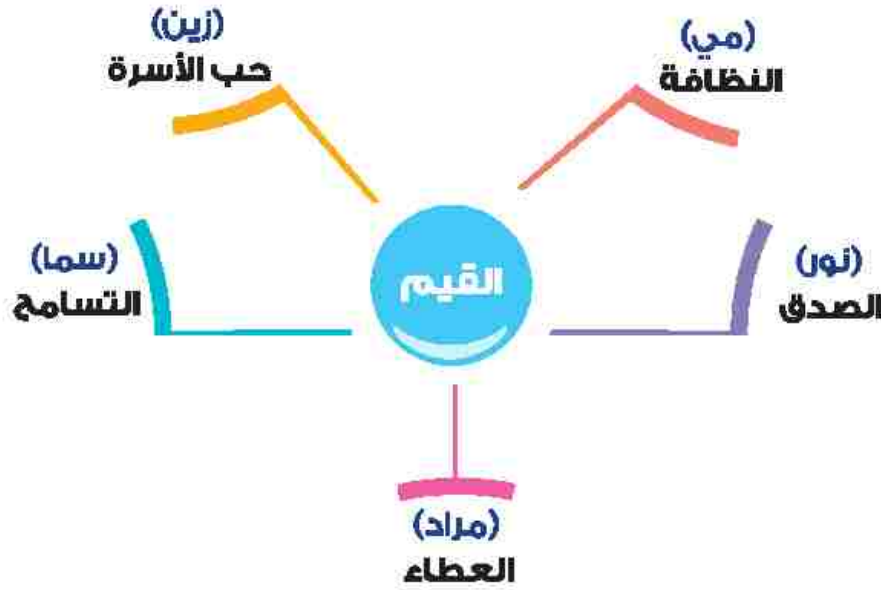 (مي)
النظافة
(زين)
حب الأسرة
(نور)
الصدق
القيم
(سما)
التسامح
(مراد)
العطاء